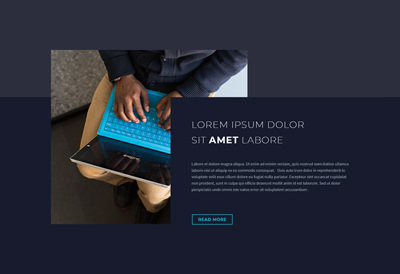 LOREM IPSUM DOLOR
SIT AMET LABORE
Labore et dolore magna aliqua. Ut enim ad minim veniam, quis nostrud exercitation ullamco
laboris nisi ut aliquip ex ea commodo consequat. Duis aute irure dolor in reprehenderit in
voluptate velit esse cillum dolore eu fugiat nulla pariatur. Excepteur sint occaecat cupidatat
non proident, sunt in culpa qui officia deserunt mollit anim id est laborum. Sed ut dolor
perspiciatis unde omnis iste natus error sit voluptatem accusantium.
READ MORE